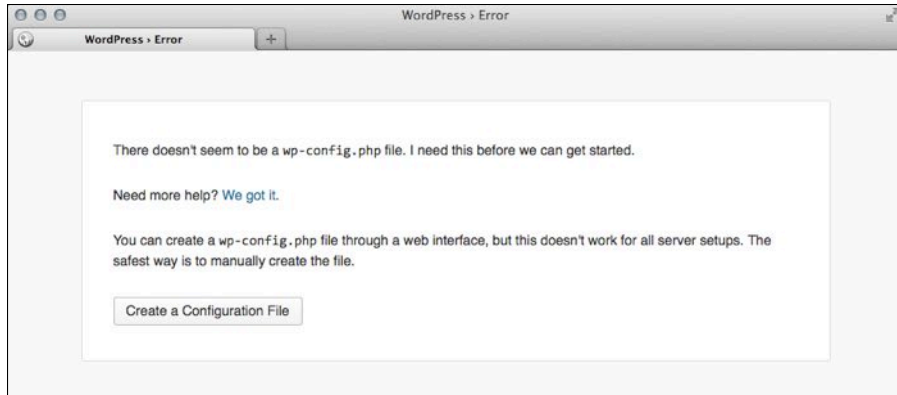 WordPress › Error
WordPress › Error
There doesn't seem to be a wp-config.php file. I need this before we can get started.
Need more help? We got it.
You can create a wp-config.php file through a web interface, but this doesn't work for all server setups. The
safest way is to manually create the file.
Create a Configuration File